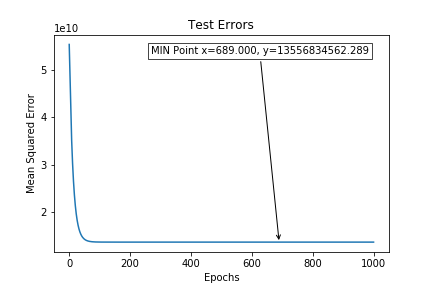 Test Errors
1e10
MIN Point x=689.000, y=13556834562.289
5
4
3
2
Mean Squared Error
0 200 400 600 800 1000
Epochs